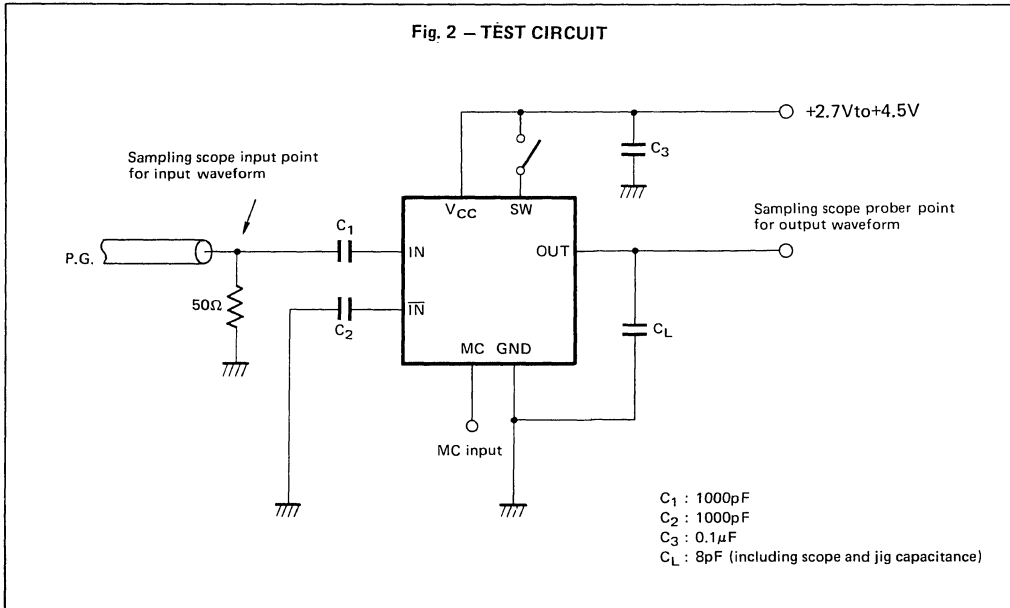 Fig. 2 – TEST CIRCUIT
+2.7Vto+4.5V
C3
Sampling scope input point
for input waveform
VCC
SW
Sampling scope prober point
for output waveform
P.G.
C1
IN
OUT
50Ω
C2
I̅N̅
CL
MC
GND
MC input
C1 : 1000pF
C2 : 1000pF
C3 : 0.1μF
CL : 8pF (including scope and jig capacitance)